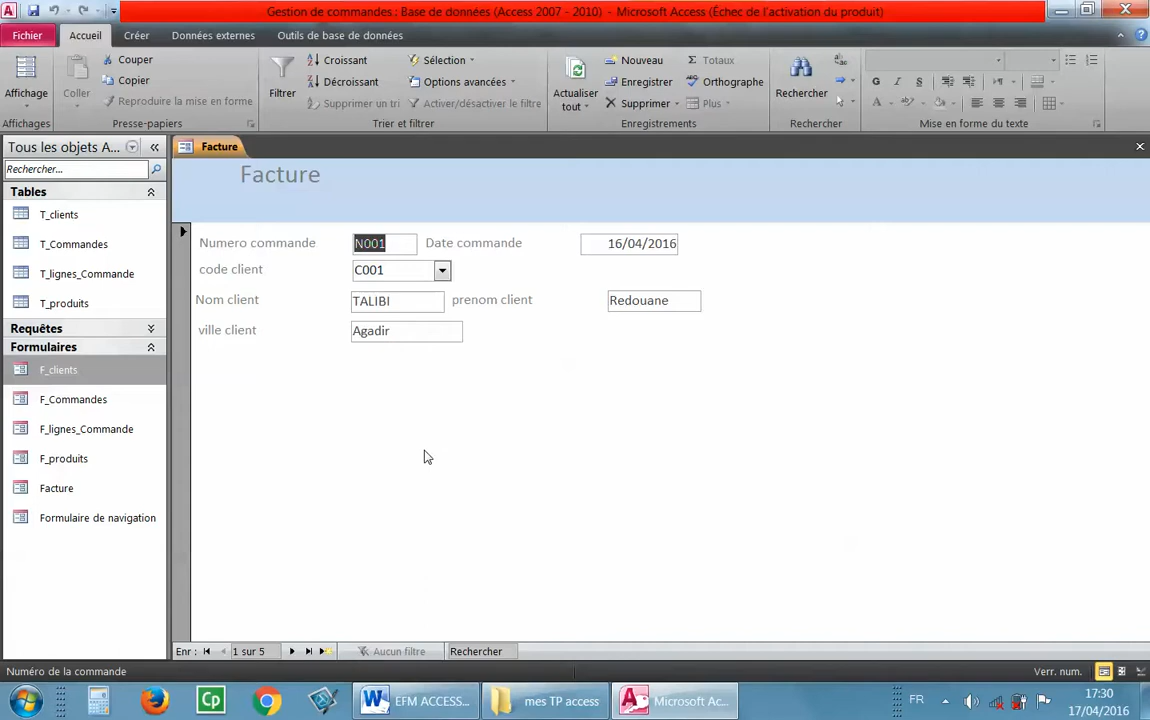 Gestion de commandes : Base de données (Access 2007 - 2010) - Microsoft Access (Échec de l'activation du produit)
Fichier Accueil Créer Données externes Outils de base de données
Affichage
Affichages
Coller
Couper
Copier
Reproduire la mise en forme
Presse-papiers
Filtrer
Croissant
Décroissant
Supprimer un tri
Sélection
Options avancées
Activer/désactiver le filtre
Trier et filtrer
Actualiser
tout
Nouveau
Enregistrer
Supprimer
Totaux
Orthographe
Plus
Enregistrements
Rechercher
Rechercher
G I S
A
Mise en forme du texte
Tous les objets A...
Rechercher...
Tables
T_clients
T_Commandes
T_lignes_Commande
T_produits
Requêtes
Formulaires
F_clients
F_Commandes
F_lignes_Commande
F_produits
Facture
Formulaire de navigation
Facture
Facture
Numero commande N001 Date commande 16/04/2016
code client C001
Nom client TALIBI prenom client Redouane
ville client Agadir
Enr : 1 sur 5 Aucun filtre Rechercher
Numéro de la commande Verr. num.
Cp EFM ACCESS... mes TP access Microsoft Ac... FR 17:30
17/04/2016